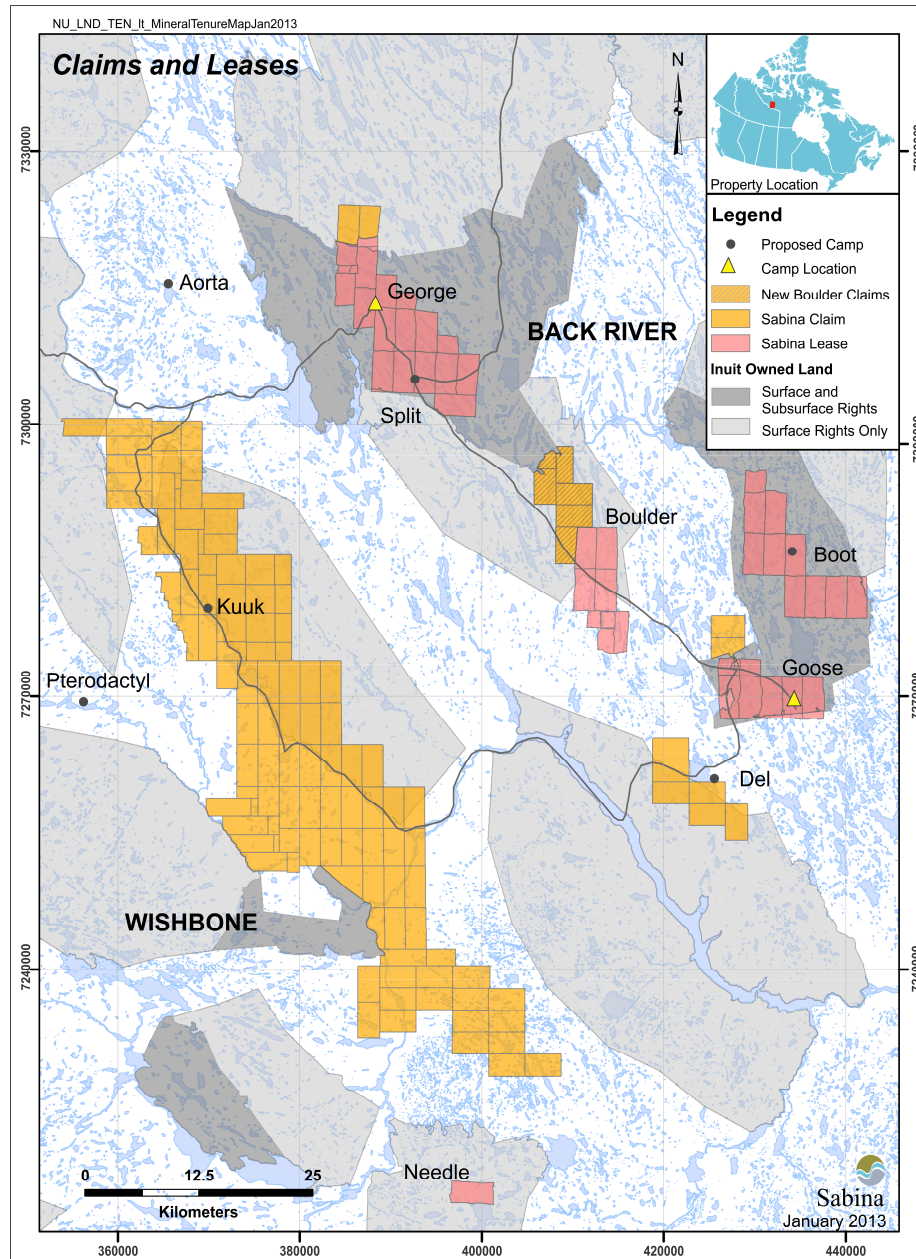 NU_LND_TEN_lt_MineralTenureMapJan2013
Claims and Leases
N
Property Location
Legend
Proposed Camp
Camp Location
New Boulder Claims
Sabina Claim
Sabina Lease
Inuit Owned Land
Surface and
Subsurface Rights
Surface Rights Only
7330000
7300000
7270000
7240000
7270000
7240000
Aorta
George
BACK RIVER
Split
Boulder
Boot
Kuuk
Goose
Pterodactyl
Del
WISHBONE
Needle
0 12.5 25
Kilometers
Sabina
January 2013
360000 380000 400000 420000 440000